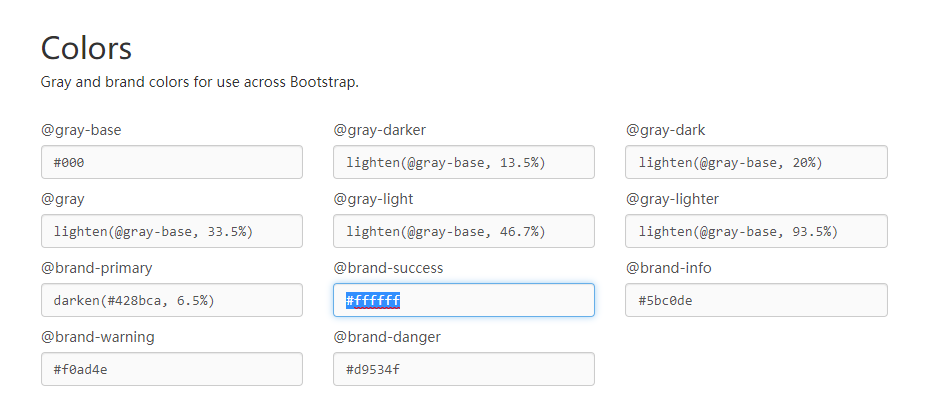 Colors
Gray and brand colors for use across Bootstrap.
@gray-base @gray-darker @gray-dark
#000 lighten(@gray-base, 13.5%) lighten(@gray-base, 20%)
@gray @gray-light @gray-lighter
lighten(@gray-base, 33.5%) lighten(@gray-base, 46.7%) lighten(@gray-base, 93.5%)
@brand-primary @brand-success @brand-info
darken(#428bca, 6.5%) #ffffff #5bc0de
@brand-warning @brand-danger
#f0ad4e #d9534f